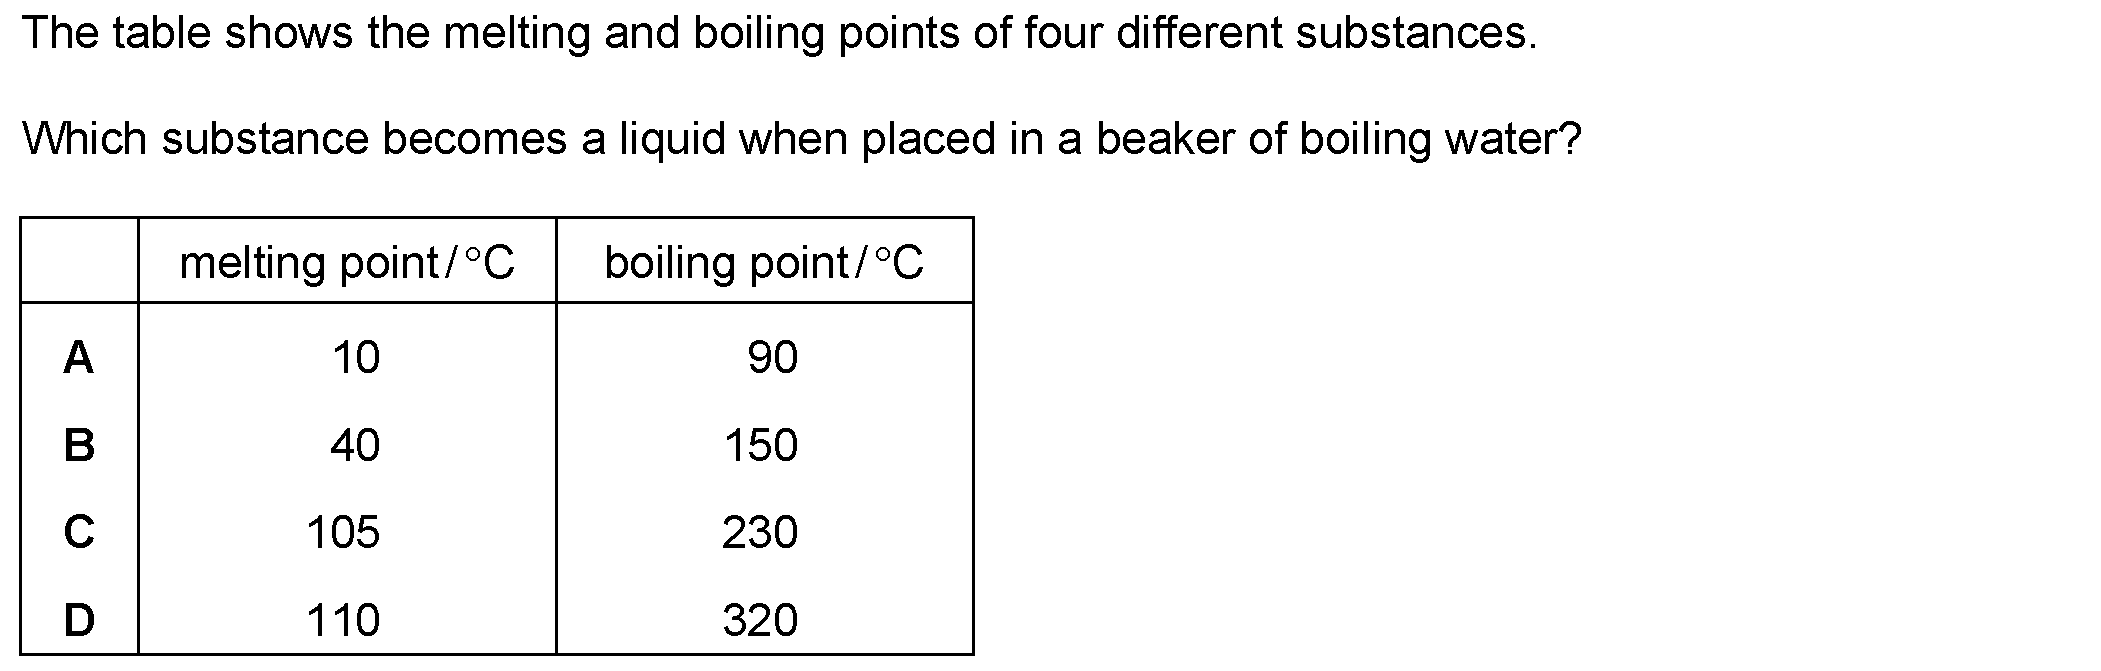 The table shows the melting and boiling points of four different substances.
Which substance becomes a liquid when placed in a beaker of boiling water?
melting point / °C boiling point / °C
A 10 90
B 40 150
C 105 230
D 110 320